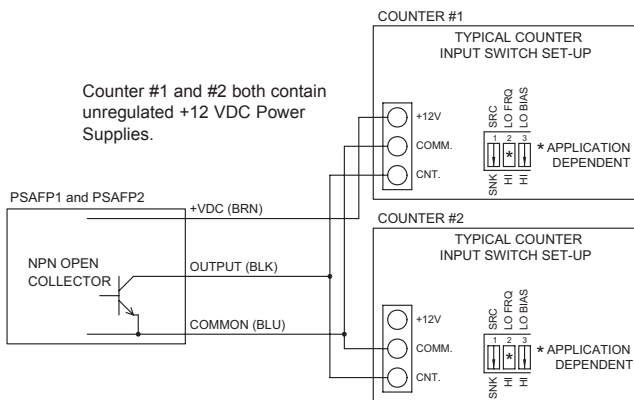 COUNTER #1
TYPICAL COUNTER
INPUT SWITCH SET-UP
Counter #1 and #2 both contain
unregulated +12 VDC Power
Supplies.
+12V
COMM.
CNT.
SRC
LO FRQ
LO BIAS
1 2 3
*
SNK
HI
HI
* APPLICATION
DEPENDENT
PSAFP1 and PSAFP2
+VDC (BRN)
NPN OPEN
COLLECTOR
OUTPUT (BLK)
COMMON (BLU)
COUNTER #2
TYPICAL COUNTER
INPUT SWITCH SET-UP
+12V
COMM.
CNT.
SRC
LO FRQ
LO BIAS
1 2 3
*
SNK
HI
HI
* APPLICATION
DEPENDENT